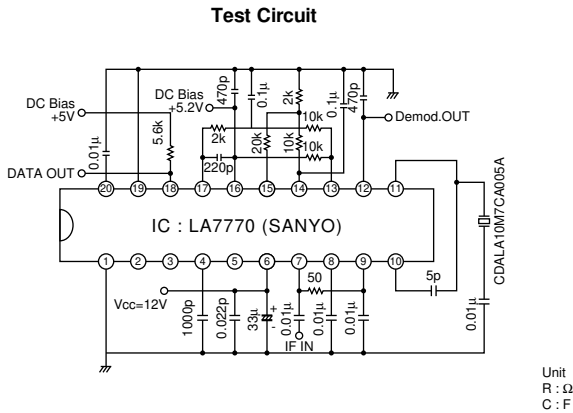 Test Circuit
DC Bias
+5V
DC Bias
+5.2V
470p
0.1µ
2k
0.1µ
470p
Demod.OUT
DATA OUT
0.01µ
5.6k
2k
220p
20k
10k
10k
10k
20 19 18 17 16 15 14 13 12 11
IC : LA7770 (SANYO)
1 2 3 4 5 6 7 8 9 10
CDALA10M7CA005A
Vcc=12V
50
5p
1000p
0.022p
33µ
+
-
0.01µ
0.01µ
0.01µ
0.01µ
IF IN
Unit
R : Ω
C : F